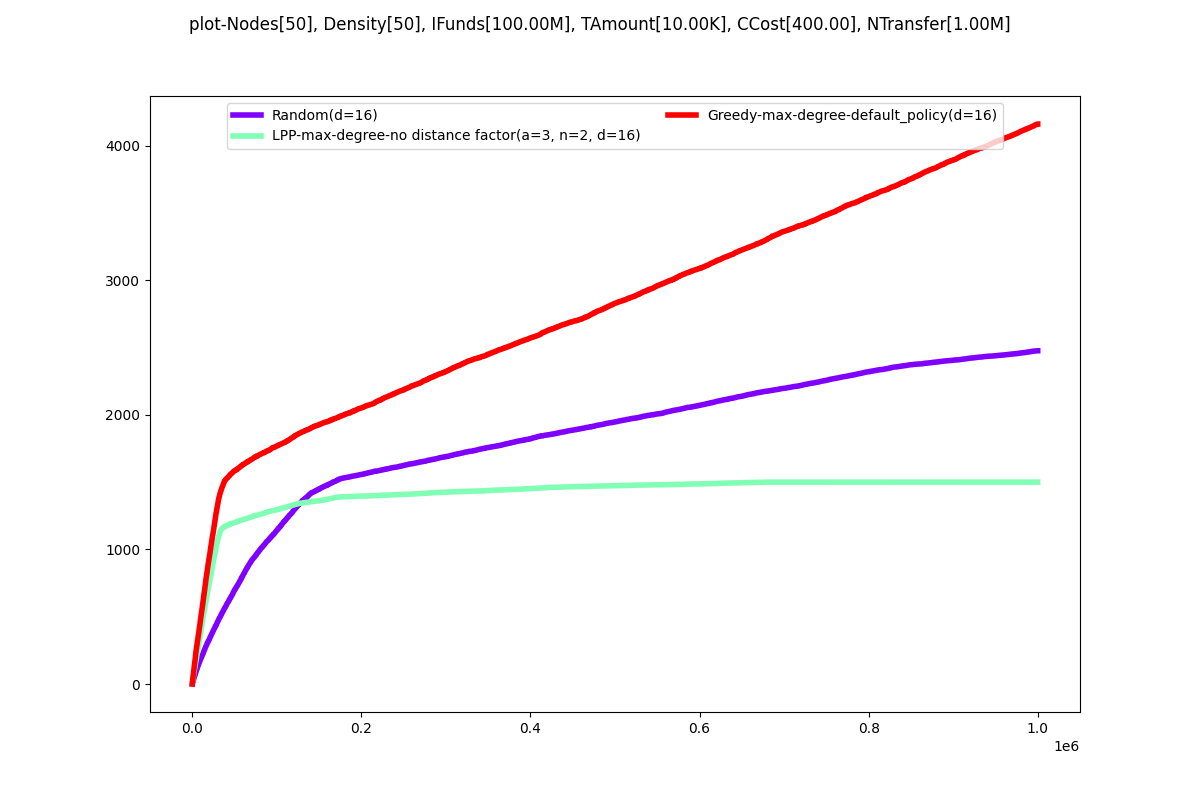 plot-Nodes[50], Density[50], IFunds[100.00M], TAmount[10.00K], CCost[400.00], NTransfer[1.00M]
Random(d=16)
LPP-max-degree-no distance factor(a=3, n=2, d=16)
Greedy-max-degree-default_policy(d=16)
4000
3000
2000
1000
0
0.0 0.2 0.4 0.6 0.8 1.0
1e6